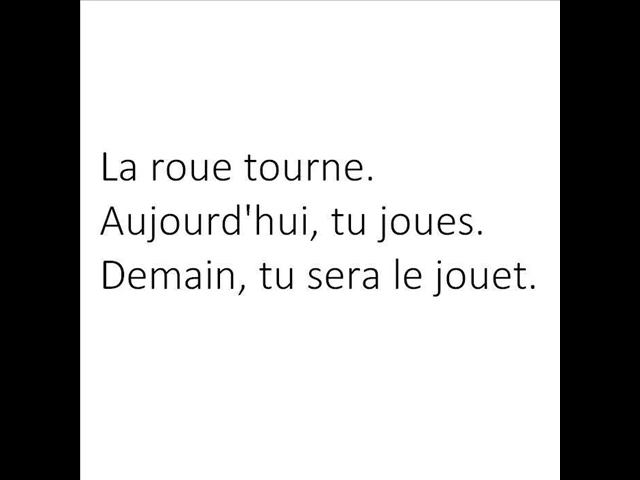 La roue tourne.
Aujourd'hui, tu joues.
Demain, tu sera le jouet.